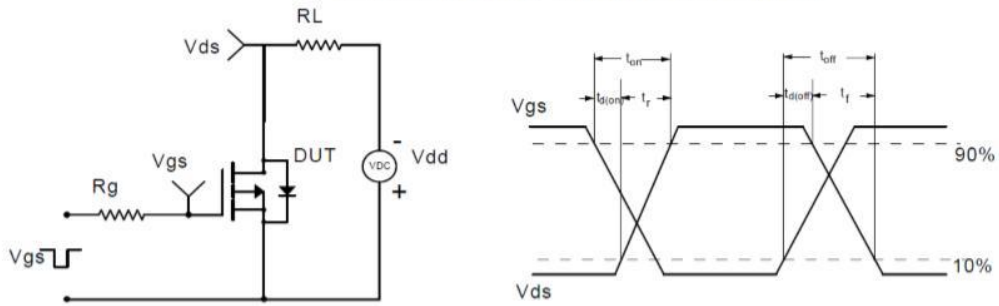 RL
Vds
Vgs
DUT
Rg
VDC
-
Vdd
+
Vgs
ton
toff
td(on)
tr
td(off)
tf
Vgs
90%
10%
Vds